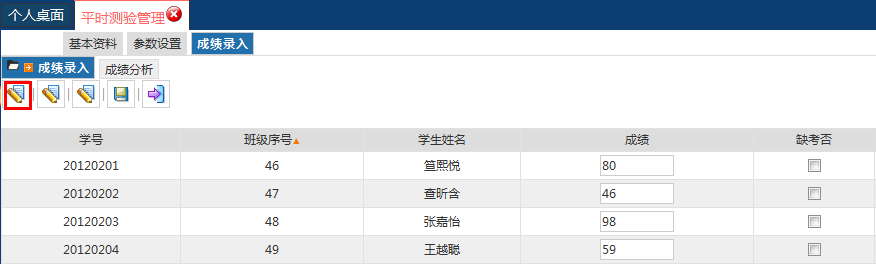 个人桌面 平时测验管理
基本资料 参数设置 成绩录入
成绩录入 成绩分析
学号 班级序号 学生姓名 成绩 缺考否
20120201 46 笪熙悦 80
20120202 47 查昕含 46
20120203 48 张嘉怡 98
20120204 49 王越聪 59